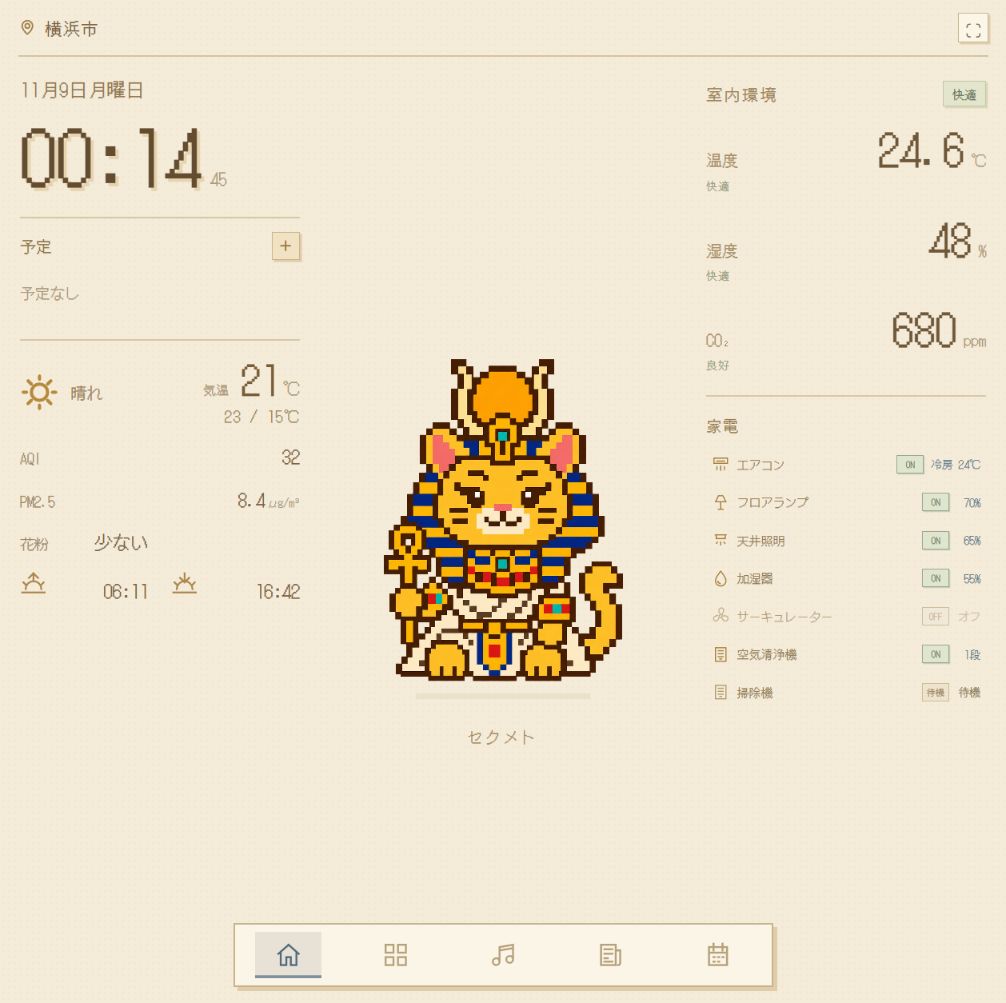 横浜市
11月9日月曜日
00:14 45
予定 +
予定なし
晴れ 気温 21℃
23 / 15℃
AQI 32
PM2.5 8.4 μg/m³
花粉 少ない
06:11 16:42
セクメト
室内環境 快適
温度 24.6 ℃
快適
湿度 48 %
快適
CO₂ 680 ppm
良好
家電
エアコン ON 冷房 24℃
フロアランプ ON 70%
天井照明 ON 65%
加湿器 ON 55%
サーキュレーター OFF オフ
空気清浄機 ON 1段
掃除機 待機 待機